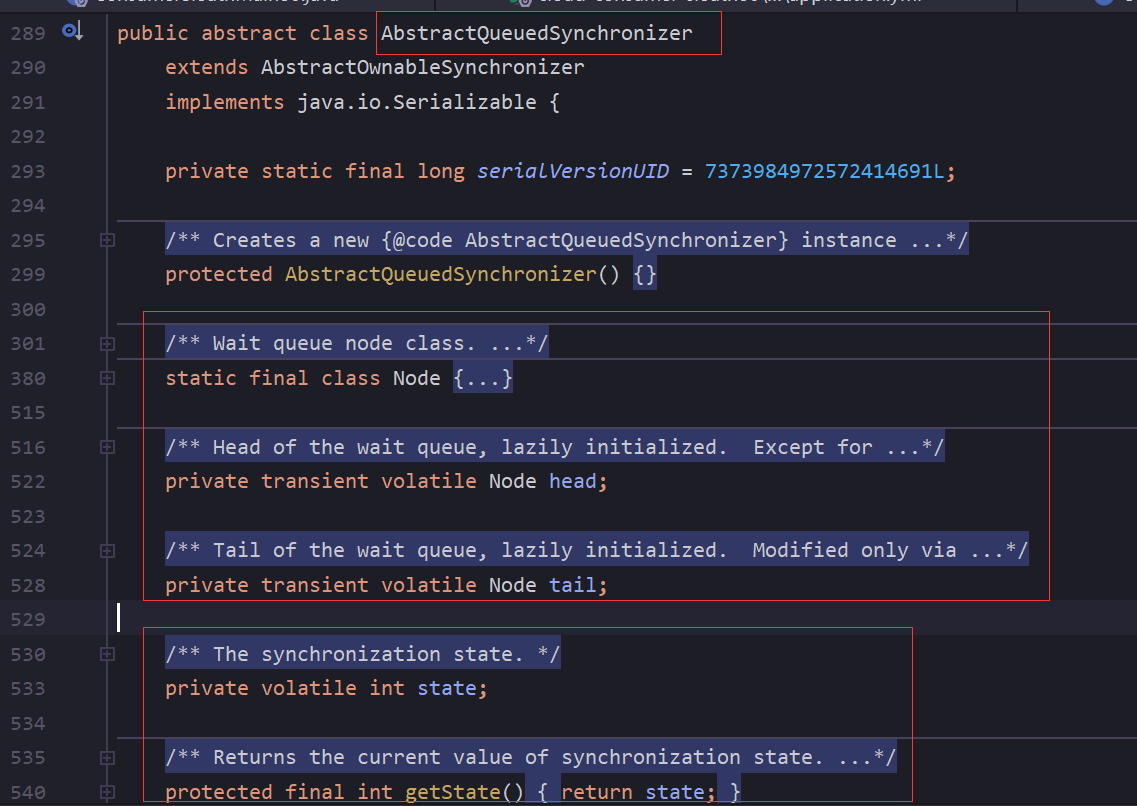 289 public abstract class AbstractQueuedSynchronizer
290 extends AbstractOwnableSynchronizer
291 implements java.io.Serializable {
292
293 private static final long serialVersionUID = 7373984972572414691L;
294
295 /** Creates a new {@code AbstractQueuedSynchronizer} instance ...*/
299 protected AbstractQueuedSynchronizer() {}
300
301 /** Wait queue node class. ...*/
380 static final class Node {...}
515
516 /** Head of the wait queue, lazily initialized.  Except for ...*/
522 private transient volatile Node head;
523
524 /** Tail of the wait queue, lazily initialized.  Modified only via ...*/
528 private transient volatile Node tail;
529
530 /** The synchronization state. */
533 private volatile int state;
534
535 /** Returns the current value of synchronization state. ...*/
540 protected final int getState() { return state; }